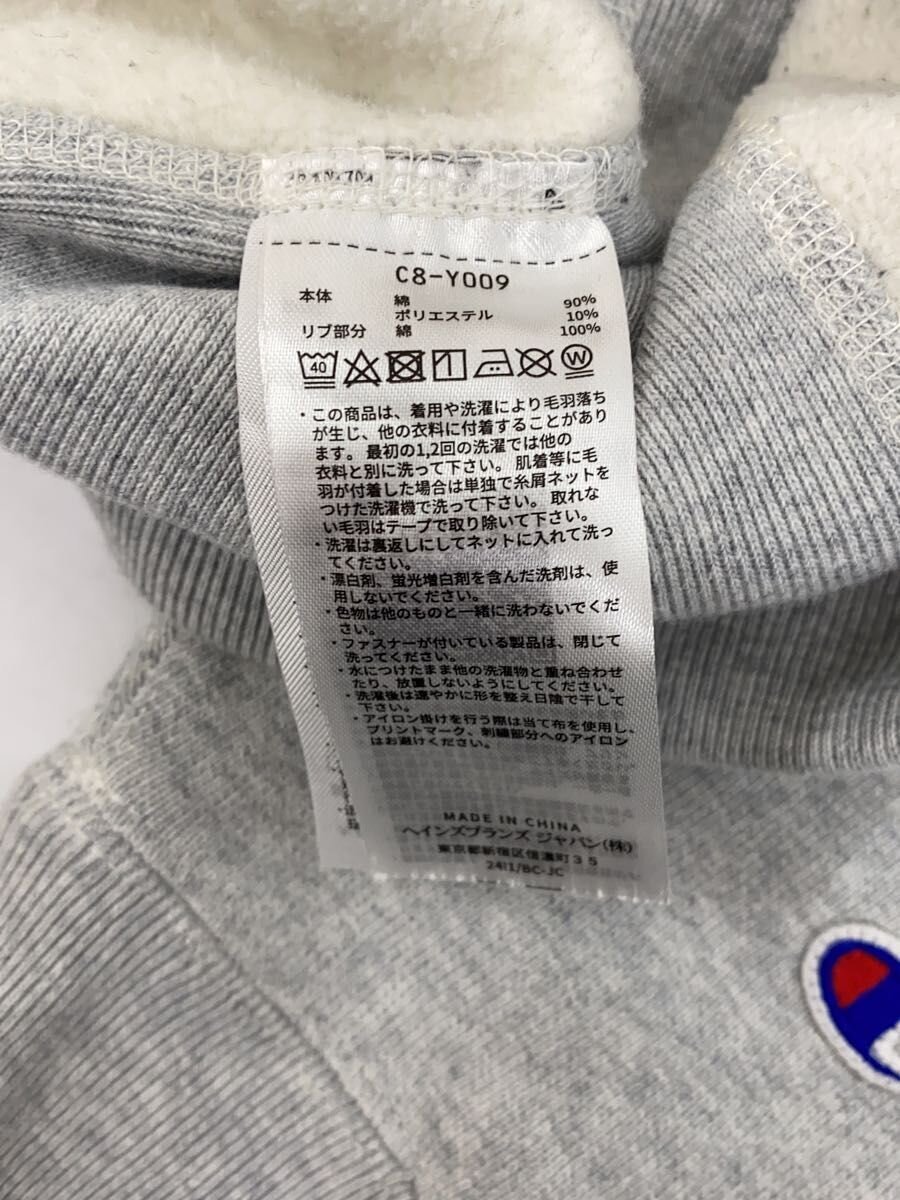 C8-Y009
本体 綿 90%
ポリエステル 10%
リブ部分 綿 100%
40 W
・この商品は、着用や洗濯により毛羽落ち
が生じ、他の衣料に付着することがあり
ます。最初の1,2回の洗濯では他の
衣料と別に洗って下さい。肌着等に毛
羽が付着した場合は単独で糸屑ネットを
つけた洗濯機で洗って下さい。取れな
い毛羽はテープで取り除いて下さい。
・洗濯は裏返しにしてネットに入れて洗っ
てください。
・漂白剤、蛍光増白剤を含んだ洗剤は、使
用しないでください。
・色物は他のものと一緒に洗わないでくだ
さい。
・ファスナーが付いている製品は、閉じて
洗ってください。
・水につけたまま他の洗濯物と重ね合わせ
たり、放置しないようにしてください。
・洗濯後は速やかに形を整え日陰で干して
下さい。
・アイロン掛けを行う際は当て布を使用し、
プリントマーク、刺繍部分へのアイロン
はお避けください。
MADE IN CHINA
ヘインズブランズ ジャパン(株)
東京都新宿区信濃町35